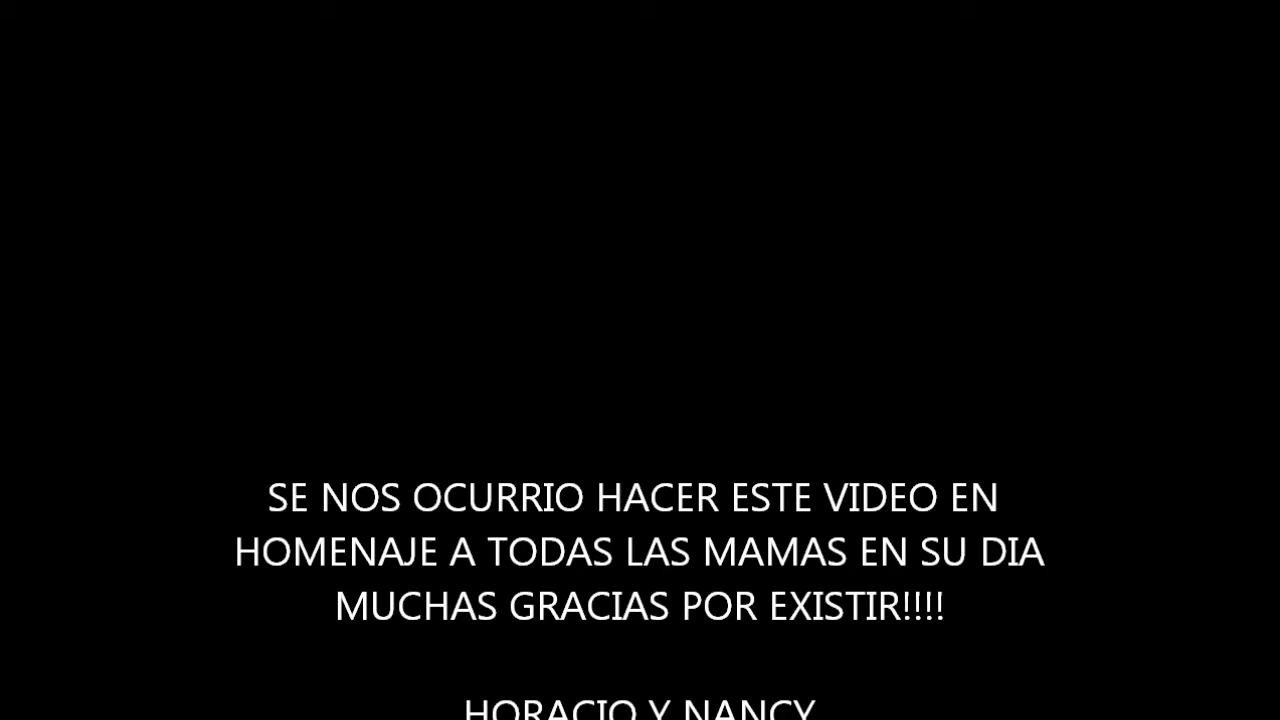 SE NOS OCURRIO HACER ESTE VIDEO EN
HOMENAJE A TODAS LAS MAMAS EN SU DIA
MUCHAS GRACIAS POR EXISTIR!!!!
HORACIO Y NANCY